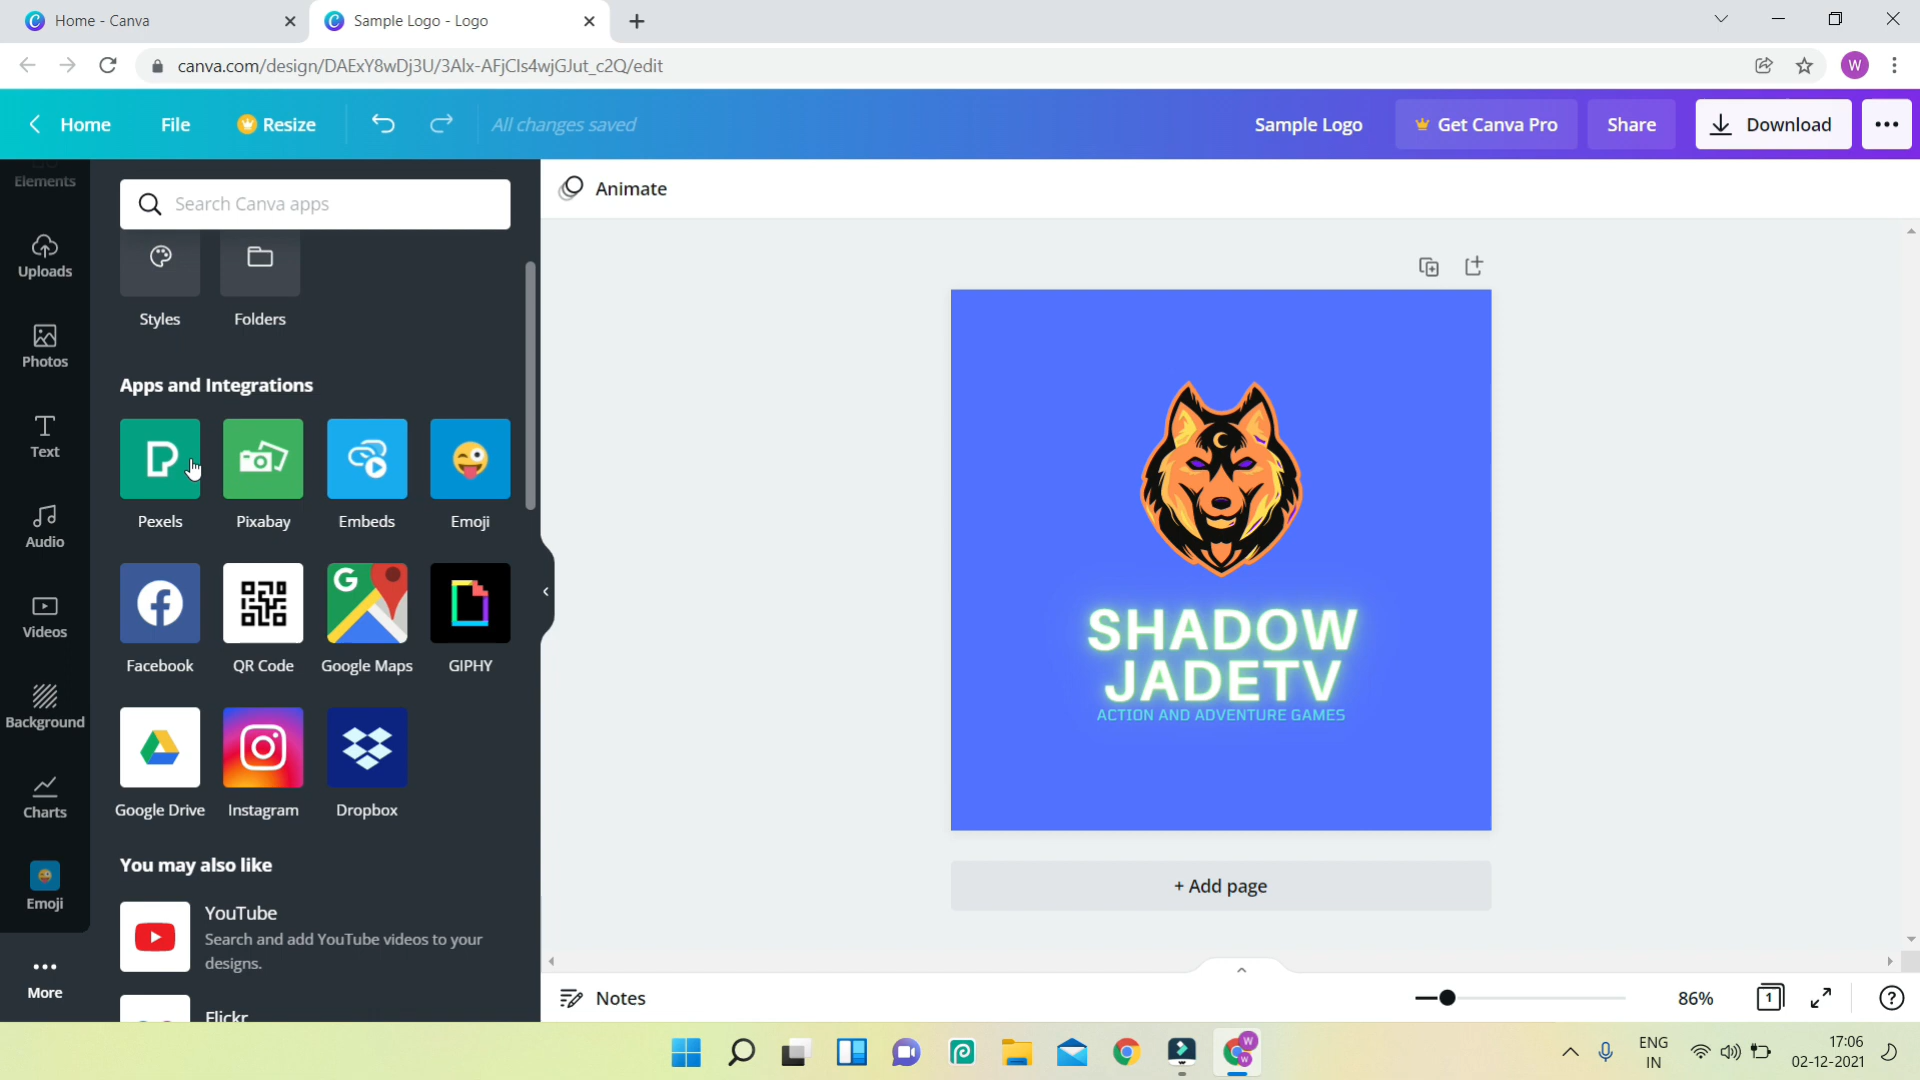 Home - Canva
Sample Logo - Logo
W
canva.com/design/DAExY8wDj3U/3Alx-AFjCls4wjGJut_c2Q/edit
Home
File
Resize
All changes saved
Sample Logo
Get Canva Pro
Share
Download
Elements
Uploads
Photos
Text
Audio
Videos
Background
Charts
Emoji
More
Search Canva apps
Styles
Folders
Apps and Integrations
Pexels
Pixabay
Embeds
Emoji
Facebook
QR Code
Google Maps
GIPHY
Google Drive
Instagram
Dropbox
You may also like
YouTube
Search and add YouTube videos to your
designs.
Flickr
Animate
SHADOW
JADETV
ACTION AND ADVENTURE GAMES
+ Add page
Notes
86%
1
ENG
IN
17:06
02-12-2021